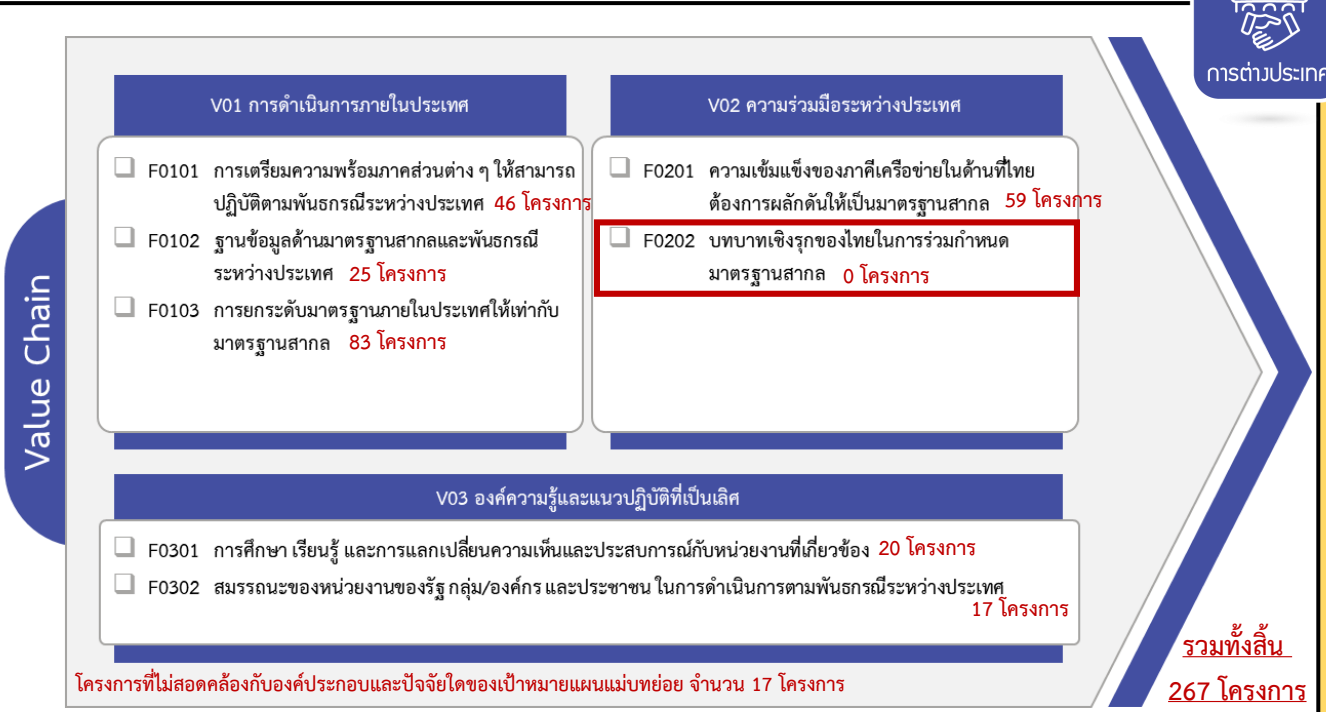 การต่างประเทศ
Value Chain
V01 การดำเนินการภายในประเทศ
F0101 การเตรียมความพร้อมภาคส่วนต่าง ๆ ให้สามารถ
ปฏิบัติตามพันธกรณีระหว่างประเทศ 46 โครงการ
F0102 ฐานข้อมูลด้านมาตรฐานสากลและพันธกรณี
ระหว่างประเทศ 25 โครงการ
F0103 การยกระดับมาตรฐานภายในประเทศให้เท่ากับ
มาตรฐานสากล 83 โครงการ
V02 ความร่วมมือระหว่างประเทศ
F0201 ความเข้มแข็งของภาคีเครือข่ายในด้านที่ไทย
ต้องการผลักดันให้เป็นมาตรฐานสากล 59 โครงการ
F0202 บทบาทเชิงรุกของไทยในการร่วมกำหนด
มาตรฐานสากล 0 โครงการ
V03 องค์ความรู้และแนวปฏิบัติที่เป็นเลิศ
F0301 การศึกษา เรียนรู้ และการแลกเปลี่ยนความเห็นและประสบการณ์กับหน่วยงานที่เกี่ยวข้อง 20 โครงการ
F0302 สมรรถนะของหน่วยงานของรัฐ กลุ่ม/องค์กร และประชาชน ในการดำเนินการตามพันธกรณีระหว่างประเทศ
17 โครงการ
โครงการที่ไม่สอดคล้องกับองค์ประกอบและปัจจัยใดของเป้าหมายแผนแม่บทย่อย จำนวน 17 โครงการ
รวมทั้งสิ้น
267 โครงการ